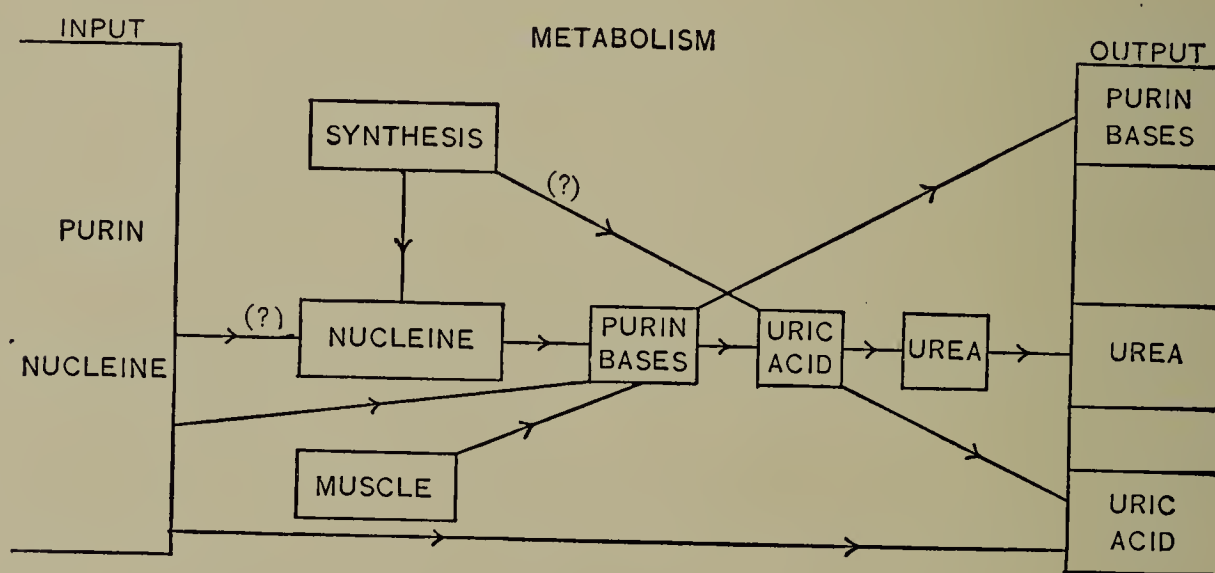 INPUT
METABOLISM
OUTPUT
PURIN
BASES
SYNTHESIS
(?)
PURIN
(?)
NUCLEINE
PURIN
BASES
URIC
ACID
UREA
UREA
NUCLEINE
MUSCLE
URIC
ACID